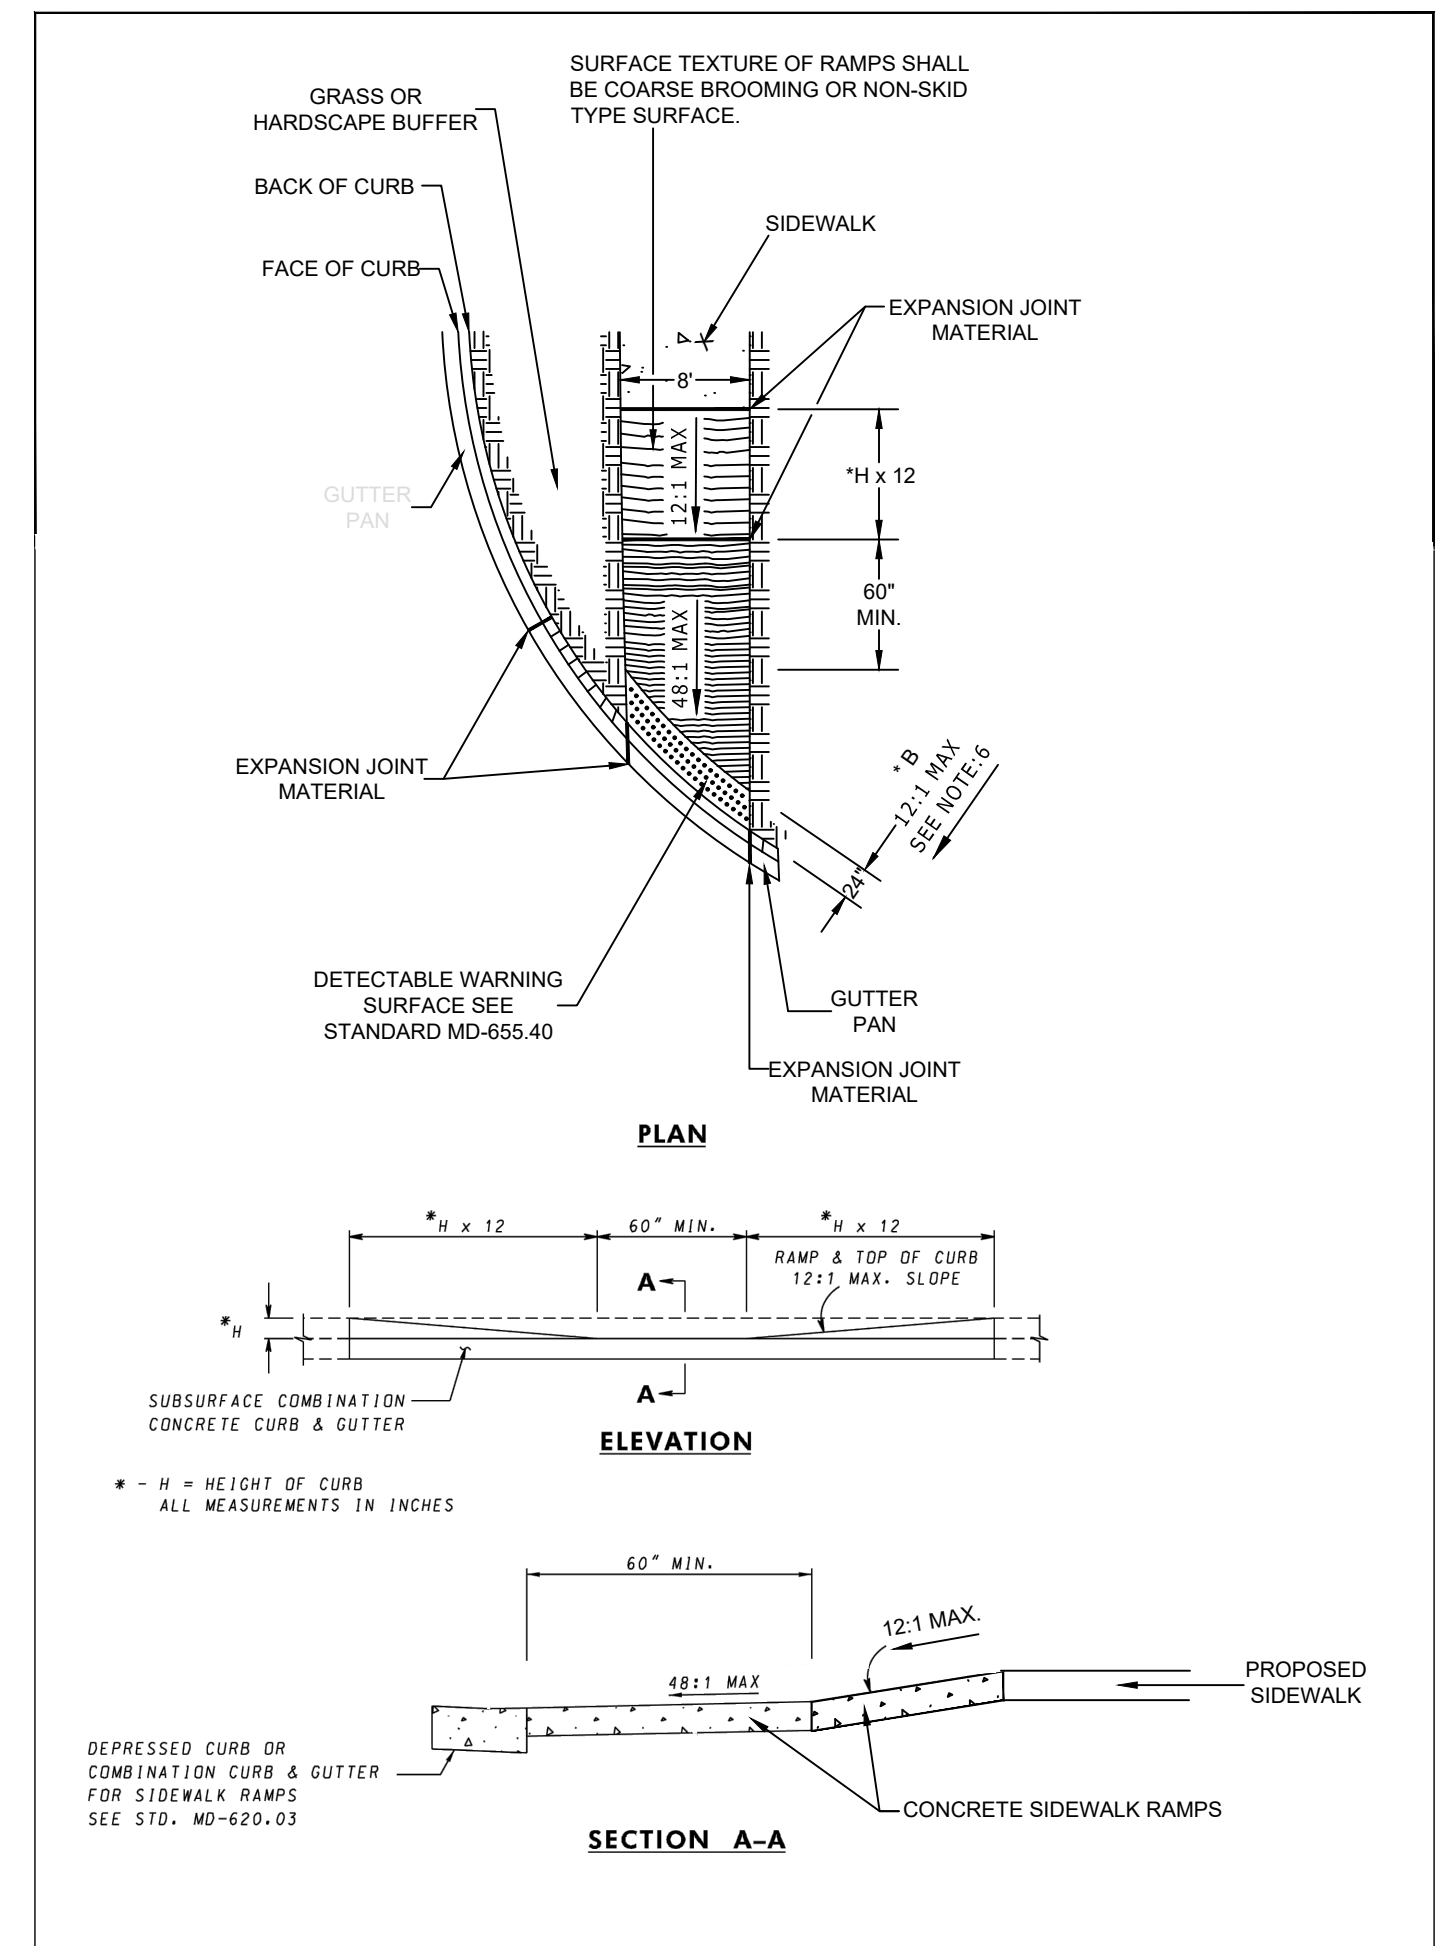 SURFACE TEXTURE OF RAMPS SHALL
BE COARSE BROOMING OR NON-SKID
TYPE SURFACE.
GRASS OR
HARDSCAPE BUFFER
BACK OF CURB
SIDEWALK
FACE OF CURB
EXPANSION JOINT
MATERIAL
8'
12:1 MAX
*H x 12
GUTTER
PAN
60"
MIN.
48:1 MAX
EXPANSION JOINT
MATERIAL
* B
12:1 MAX
SEE NOTE:6
24"
DETECTABLE WARNING
SURFACE SEE
STANDARD MD-655.40
GUTTER
PAN
EXPANSION JOINT
MATERIAL
PLAN
*H x 12
60" MIN.
*H x 12
RAMP & TOP OF CURB
12:1 MAX. SLOPE
A
*H
A
SUBSURFACE COMBINATION
CONCRETE CURB & GUTTER
ELEVATION
* - H = HEIGHT OF CURB
ALL MEASUREMENTS IN INCHES
60" MIN.
12:1 MAX.
48:1 MAX
PROPOSED
SIDEWALK
DEPRESSED CURB OR
COMBINATION CURB & GUTTER
FOR SIDEWALK RAMPS
SEE STD. MD-620.03
CONCRETE SIDEWALK RAMPS
SECTION A-A